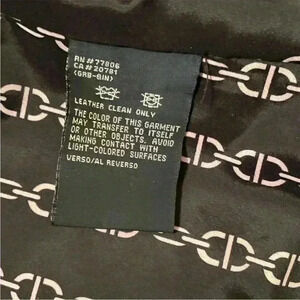 RN#77806
CA#20781
(GRB-BIN)
LEATHER CLEAN ONLY
THE COLOR OF THIS GARMENT
MAY TRANSFER TO ITSELF
OR OTHER OBJECTS. AVOID
MAKING CONTACT WITH
LIGHT-COLORED SURFACES
VERSO/AL REVERSO